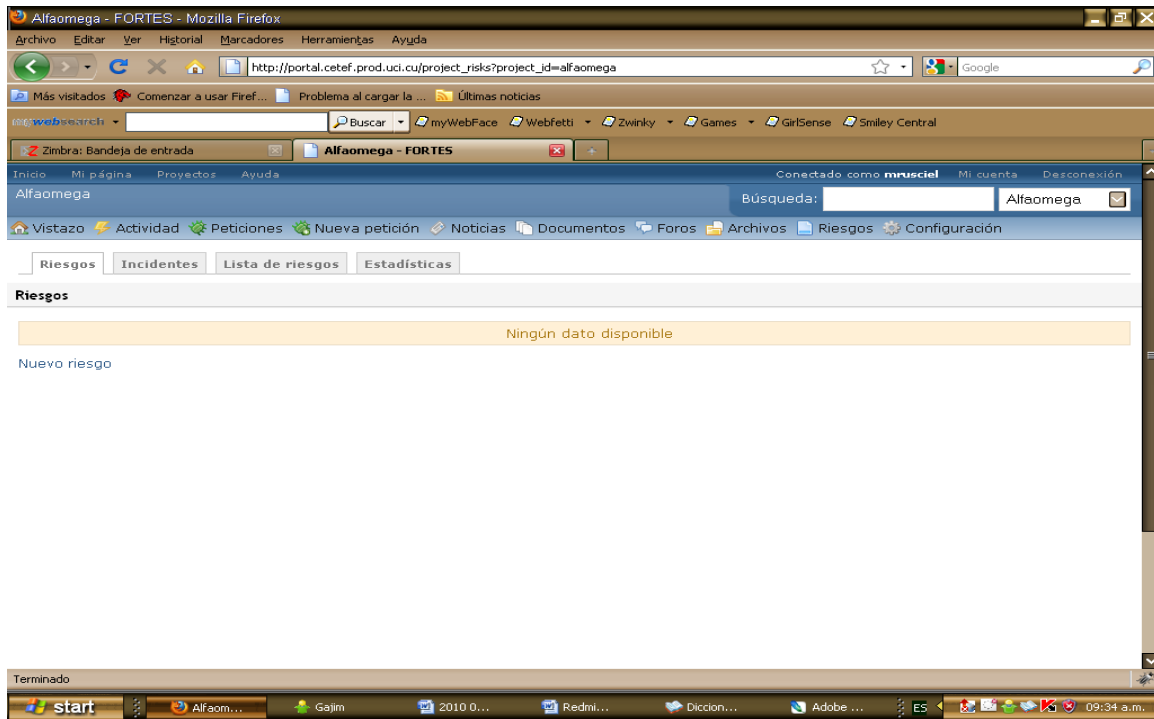 Alfaomega - FORTES - Mozilla Firefox
Archivo Editar Ver Historial Marcadores Herramientas Ayuda
http://portal.cetef.prod.uci.cu/project_risks?project_id=alfaomega Google
Más visitados Comenzar a usar Firef... Problema al cargar la ... Últimas noticias
websearch Buscar myWebFace Webfetti Zwinky Games GirlSense Smiley Central
Zimbra: Bandeja de entrada Alfaomega - FORTES
Inicio Mi página Proyectos Ayuda Conectado como mrusciel Mi cuenta Desconexión
Alfaomega Búsqueda: Alfaomega
Vistazo Actividad Peticiones Nueva petición Noticias Documentos Foros Archivos Riesgos Configuración
Riesgos Incidentes Lista de riesgos Estadísticas
Riesgos
Ningún dato disponible
Nuevo riesgo
Terminado
start Alfaom... Gajim 2010 0... Redmi... Diccion... Adobe ... ES 09:34 a.m.